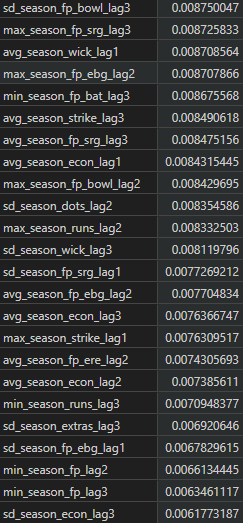 sd_season_fp_bowl_lag3 0.008750047
max_season_fp_srg_lag3 0.008725833
avg_season_wick_lag1 0.008708564
max_season_fp_ebg_lag2 0.008707866
min_season_fp_bat_lag3 0.008675568
avg_season_strike_lag3 0.008490618
avg_season_fp_srg_lag3 0.008475156
avg_season_econ_lag1 0.0084315445
max_season_fp_bowl_lag2 0.008429695
sd_season_dots_lag2 0.008354586
max_season_runs_lag2 0.008332503
sd_season_wick_lag3 0.008119796
sd_season_fp_srg_lag1 0.0077269212
avg_season_fp_ebg_lag2 0.007704834
avg_season_econ_lag3 0.0076366747
max_season_strike_lag1 0.0076309517
avg_season_fp_ere_lag2 0.0074305693
avg_season_econ_lag2 0.007385611
min_season_runs_lag3 0.0070948377
sd_season_extras_lag3 0.006920646
sd_season_fp_ebg_lag1 0.0067829615
min_season_fp_lag2 0.0066134445
min_season_fp_lag3 0.0063461117
sd_season_econ_lag3 0.0061773187